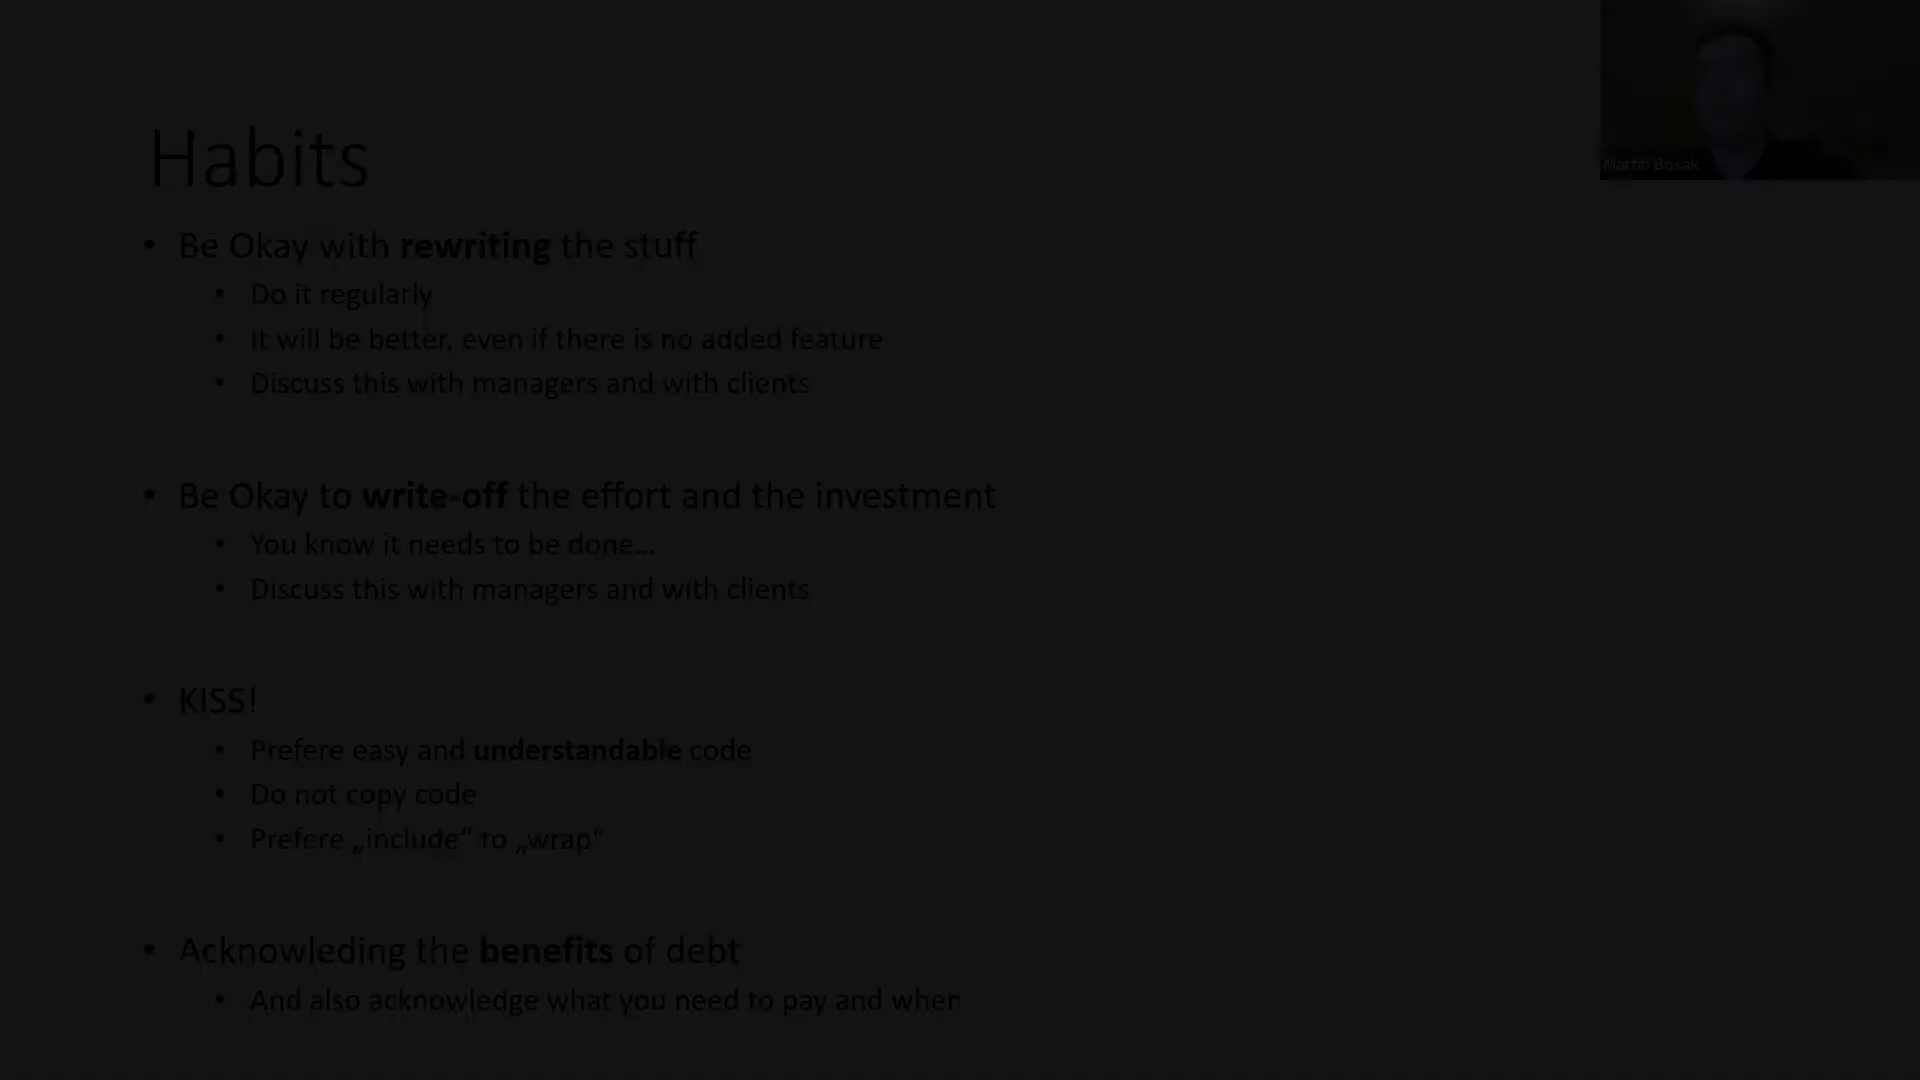 Martin Bosak
Habits
• Be Okay with rewriting the stuff
• Do it regularly
• It will be better, even if there is no added feature
• Discuss this with managers and with clients
• Be Okay to write-off the effort and the investment
• You know it needs to be done…
• Discuss this with managers and with clients
• KISS!
• Prefere easy and understandable code
• Do not copy code
• Prefere „include“ to „wrap“
• Acknowleding the benefits of debt
• And also acknowledge what you need to pay and when